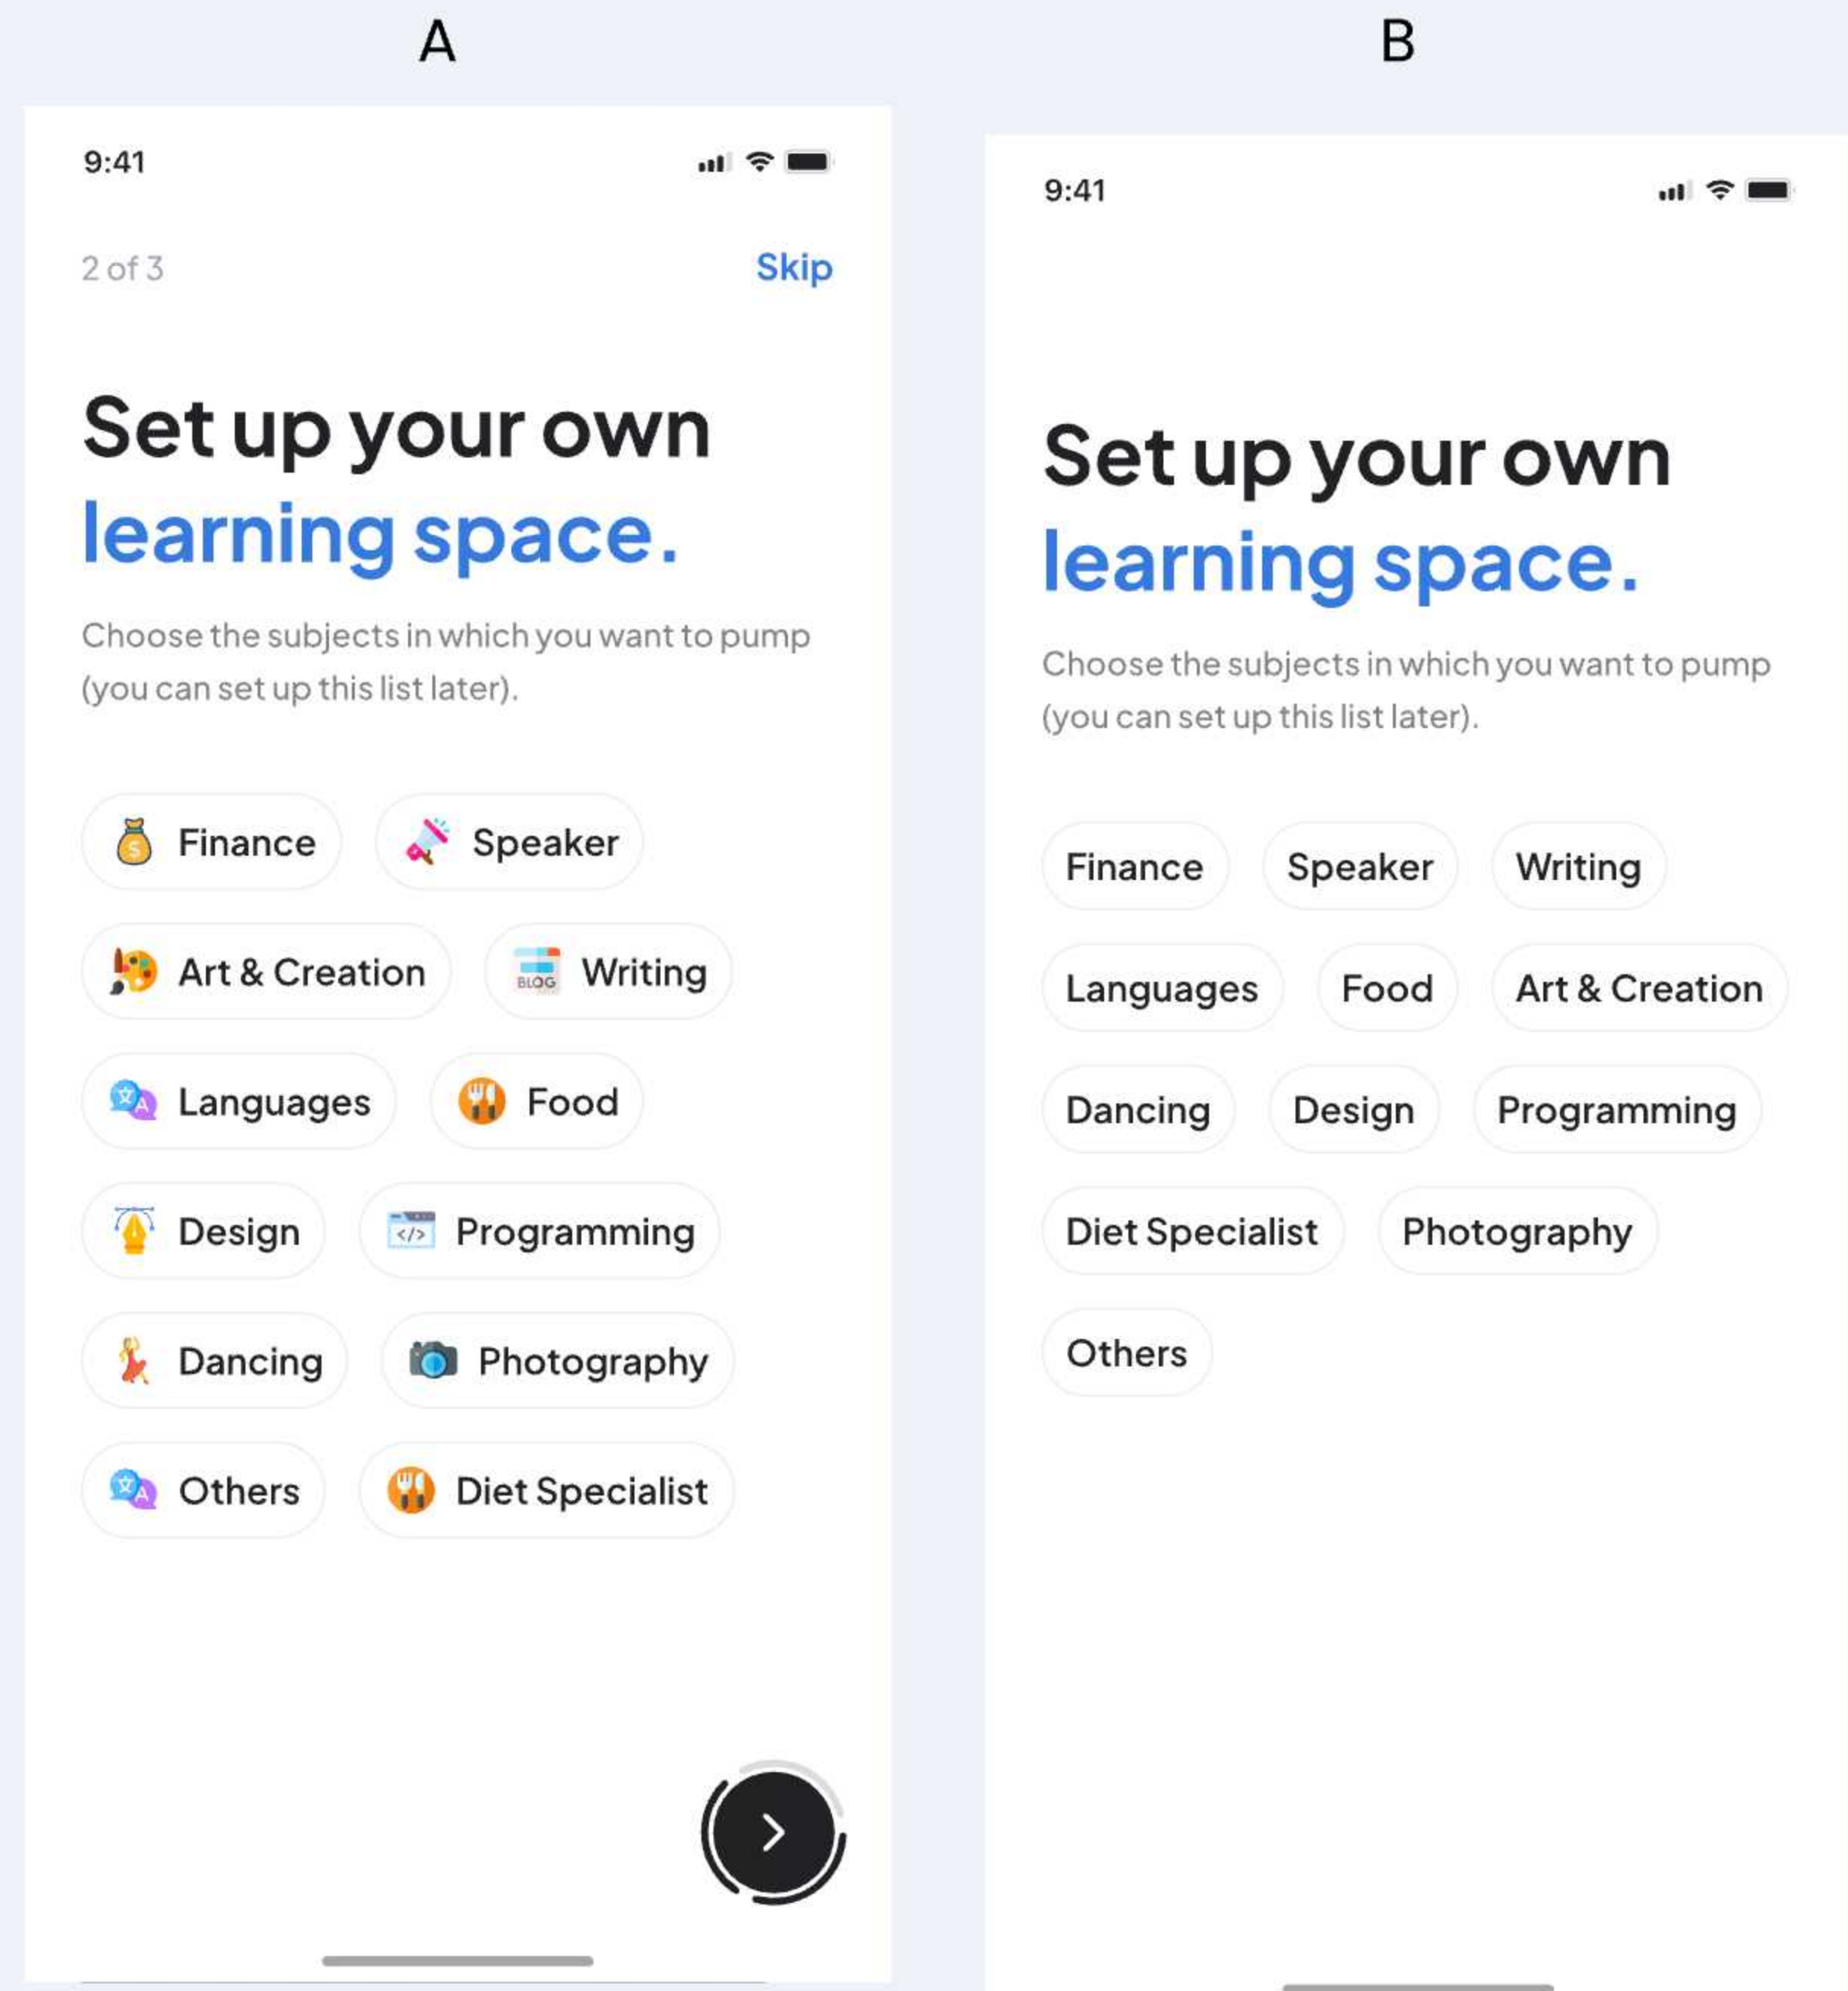 A
9:41
2 of 3
Skip
Set up your own
learning space.
Choose the subjects in which you want to pump
(you can set up this list later).
Finance
Speaker
Art & Creation
BLOG
Writing
Languages
Food
Design
</>
Programming
Dancing
Photography
Others
Diet Specialist
B
9:41
Set up your own
learning space.
Choose the subjects in which you want to pump
(you can set up this list later).
Finance
Speaker
Writing
Languages
Food
Art & Creation
Dancing
Design
Programming
Diet Specialist
Photography
Others